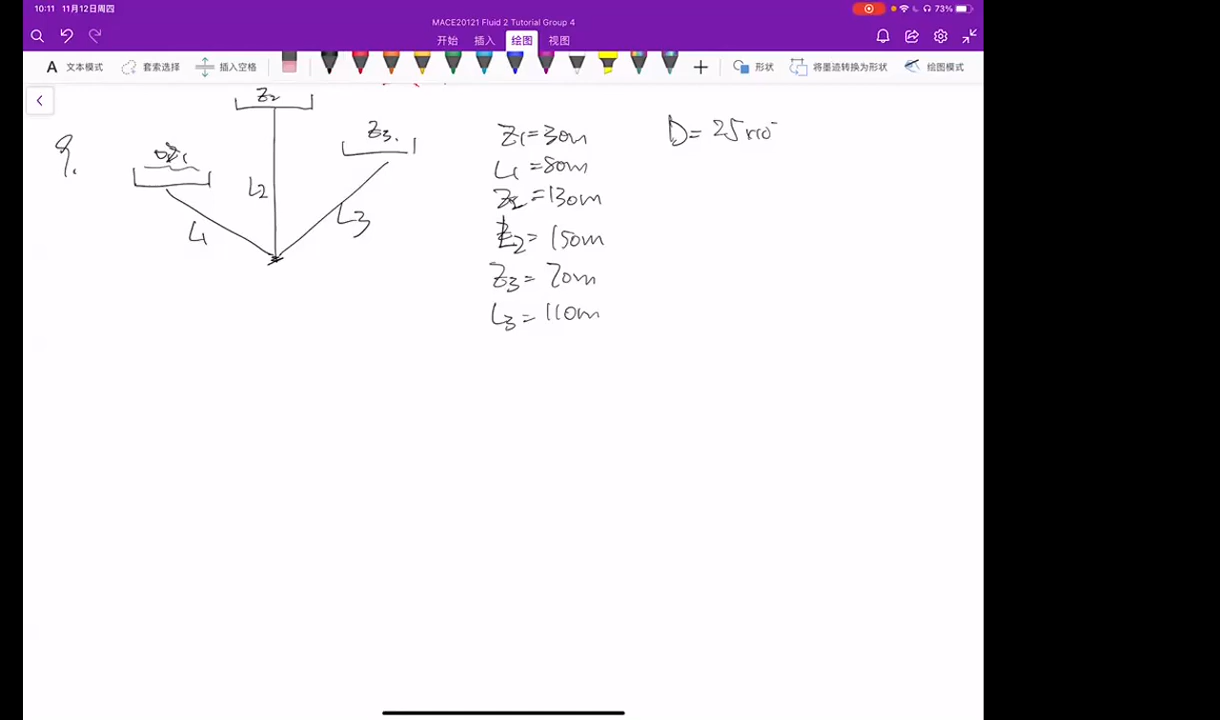 10:11 11月12日周四
73%
MACE20121 Fluid 2 Tutorial Group 4
开始 插入 绘图 视图
A 文本模式 套索选择 插入空格 形状 将墨迹转换为形状 绘图模式
9.
Z2
Z3.
L2
L3
L1
Z1=30m
L1=80m
Z2=130m
L2=150m
Z3=70m
L3=110m
D=25×10